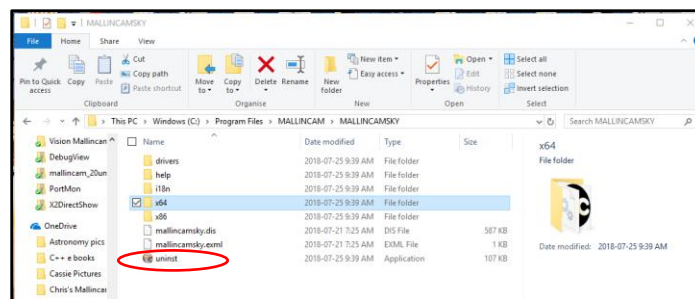 MALLINCAMSKY
File Home Share View
Pin to Quick access
Copy
Paste
Cut
Copy path
Paste shortcut
Clipboard
Move to
Copy to
Delete
Rename
Organise
New folder
New item
Easy access
New
Properties
Open
Edit
History
Open
Select all
Select none
Invert selection
Select
This PC > Windows (C:) > Program Files > MALLINCAM > MALLINCAMSKY
Search MALLINCAMSKY
Vision Mallincan
DebugView
mallincam_20un
PortMon
X2DirectShow
OneDrive
Astronomy pics
C++ e books
Cassie Pictures
Chris's Mallincar
Name Date modified Type Size
drivers 2018-07-25 9:39 AM File folder
help 2018-07-25 9:39 AM File folder
i18n 2018-07-25 9:39 AM File folder
x64 2018-07-25 9:39 AM File folder
x86 2018-07-25 9:39 AM File folder
mallincamsky.dis 2018-07-21 7:25 AM DIS File 587 KB
mallincamsky.exml 2018-07-21 7:25 AM EXML File 1 KB
uninst 2018-07-25 9:39 AM Application 107 KB
x64
File folder
Date modified: 2018-07-25 9:39 AM